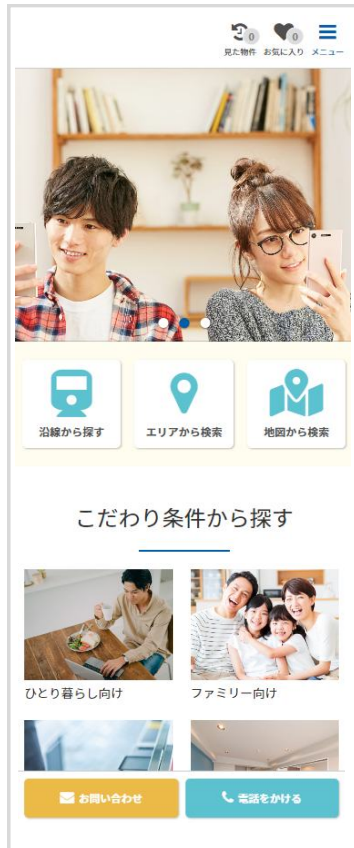 0
0
見た物件 お気に入り メニュー
沿線から探す
エリアから検索
地図から検索
こだわり条件から探す
ひとり暮らし向け
ファミリー向け
お問い合わせ
電話をかける